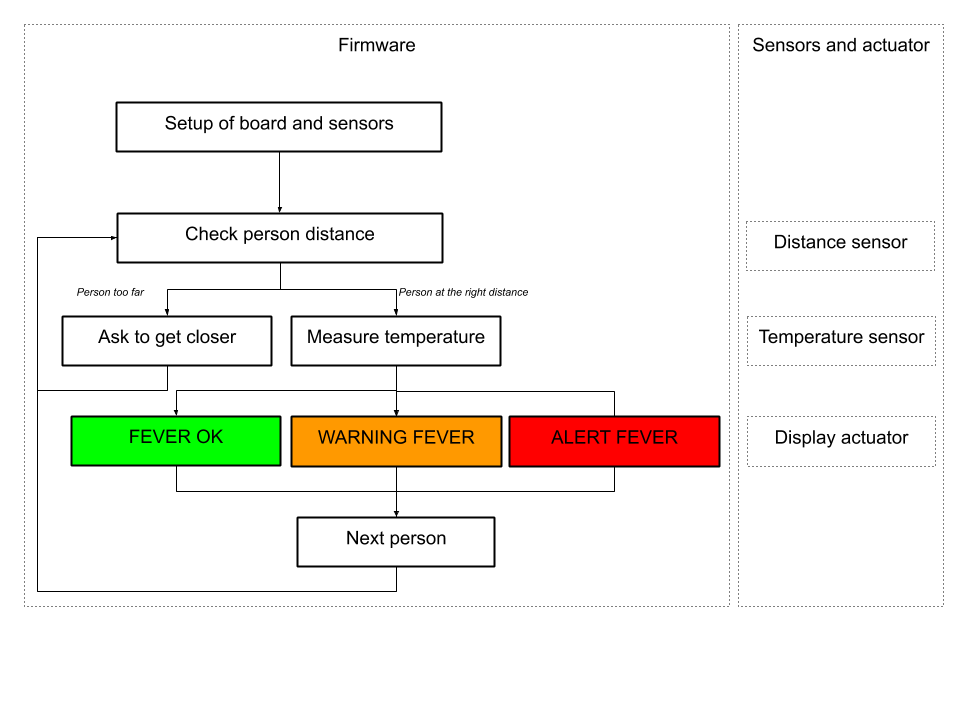 Firmware
Sensors and actuator
Setup of board and sensors
Check person distance
Distance sensor
Person too far
Person at the right distance
Ask to get closer
Measure temperature
Temperature sensor
FEVER OK
WARNING FEVER
ALERT FEVER
Display actuator
Next person